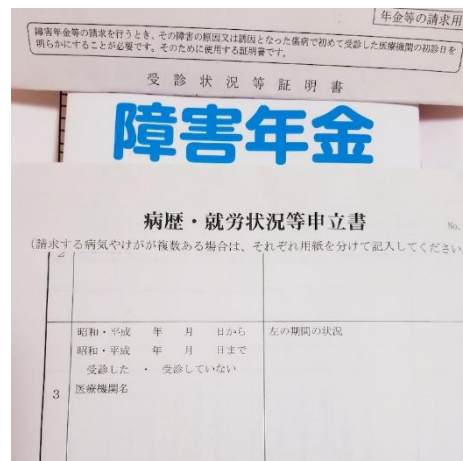 年金等の請求用
障害年金等の請求を行うとき、その障害の原因又は誘因となった傷病で初めて受診した医療機関の初診日を
明らかにすることが必要です。そのために使用する証明書です。
受診状況等証明書
障害年金
病歴・就労状況等申立書
No.
(請求する病気やけがが複数ある場合は、それぞれ用紙を分けて記入してください
2
昭和・平成 年 月 日から 左の期間の状況
昭和・平成 年 月 日まで
受診した ・ 受診していない
3 医療機関名